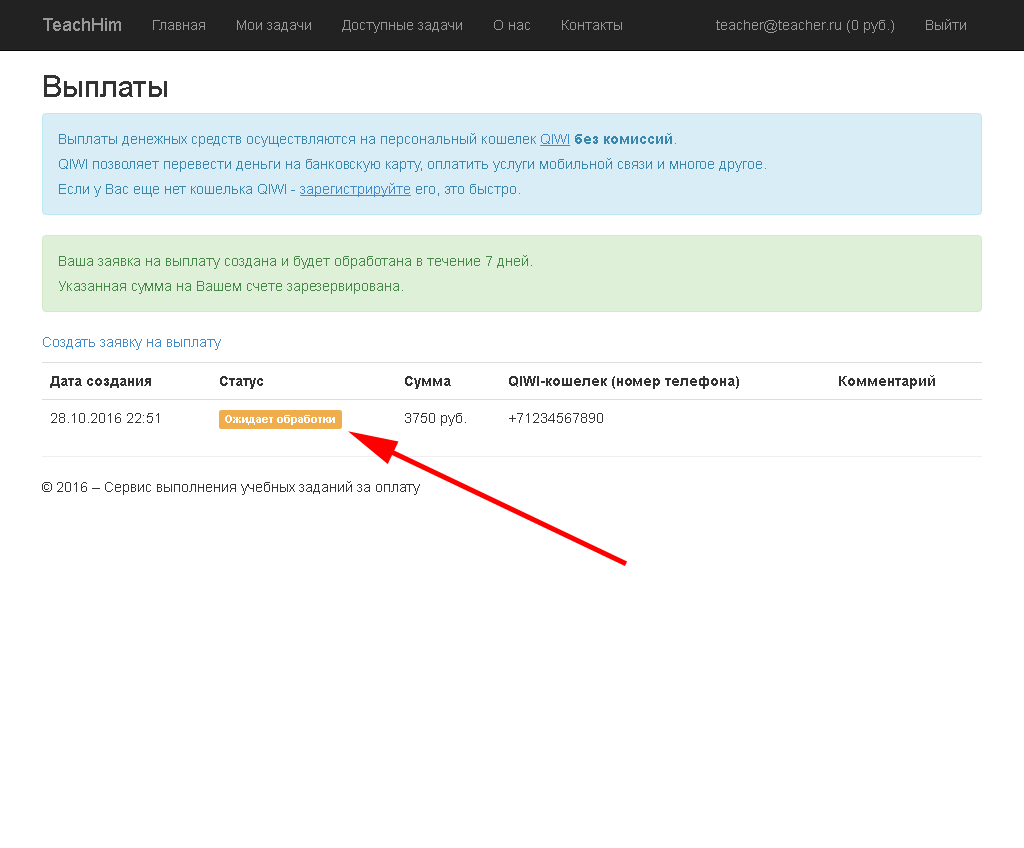 TeachHim Главная Мои задачи Доступные задачи О нас Контакты teacher@teacher.ru (0 руб.) Выйти
Выплаты
Выплаты денежных средств осуществляются на персональный кошелек QIWI без комиссий.
QIWI позволяет перевести деньги на банковскую карту, оплатить услуги мобильной связи и многое другое.
Если у Вас еще нет кошелька QIWI - зарегистрируйте его, это быстро.
Ваша заявка на выплату создана и будет обработана в течение 7 дней.
Указанная сумма на Вашем счете зарезервирована.
Создать заявку на выплату
Дата создания Статус Сумма QIWI-кошелек (номер телефона) Комментарий
28.10.2016 22:51 Ожидает обработки 3750 руб. +71234567890
© 2016 – Сервис выполнения учебных заданий за оплату